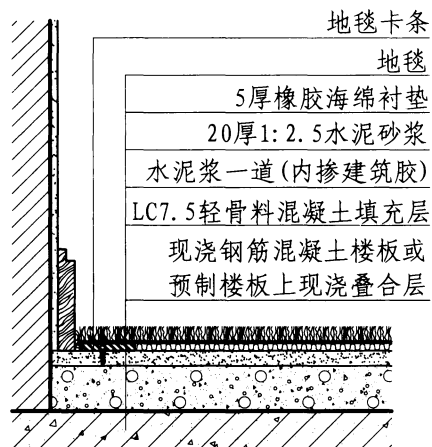 地毯卡条
地毯
5厚橡胶海绵衬垫
20厚1:2.5水泥砂浆
水泥浆一道(内掺建筑胶)
LC7.5轻骨料混凝土填充层
现浇钢筋混凝土楼板或
预制楼板上现浇叠合层